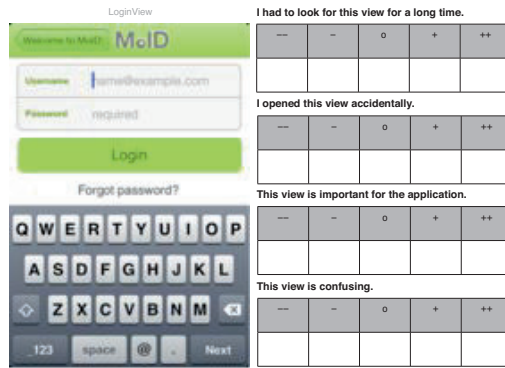 LoginView
Welcome to MoID
MoID
Username name@example.com
Password required
Login
Forgot password?
Q W E R T Y U I O P
A S D F G H J K L
Z X C V B N M
.123 space @ . Next
I had to look for this view for a long time.
–– – o + ++
I opened this view accidentally.
–– – o + ++
This view is important for the application.
–– – o + ++
This view is confusing.
–– – o + ++